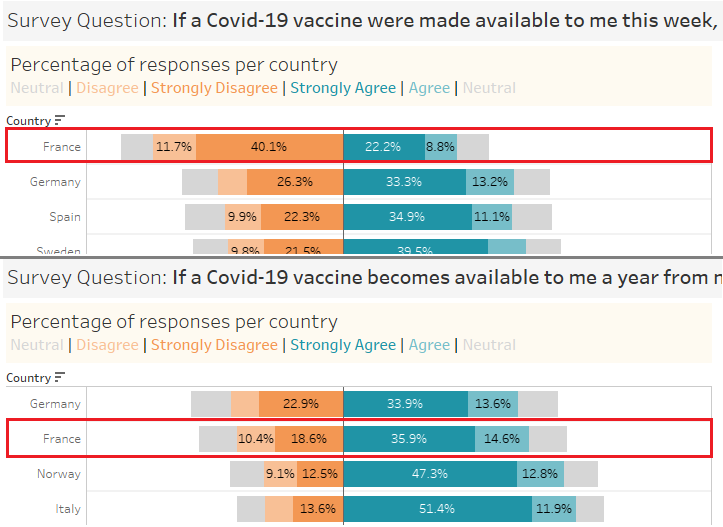 Survey Question: If a Covid-19 vaccine were made available to me this week,
Percentage of responses per country
Neutral | Disagree | Strongly Disagree | Strongly Agree | Agree | Neutral
Country
France 11.7% 40.1% 22.2% 8.8%
Germany 26.3% 33.3% 13.2%
Spain 9.9% 22.3% 34.9% 11.1%
Sweden 9.8% 21.5% 39.5%
Survey Question: If a Covid-19 vaccine becomes available to me a year from
Percentage of responses per country
Neutral | Disagree | Strongly Disagree | Strongly Agree | Agree | Neutral
Country
Germany 22.9% 33.9% 13.6%
France 10.4% 18.6% 35.9% 14.6%
Norway 9.1% 12.5% 47.3% 12.8%
Italy 13.6% 51.4% 11.9%